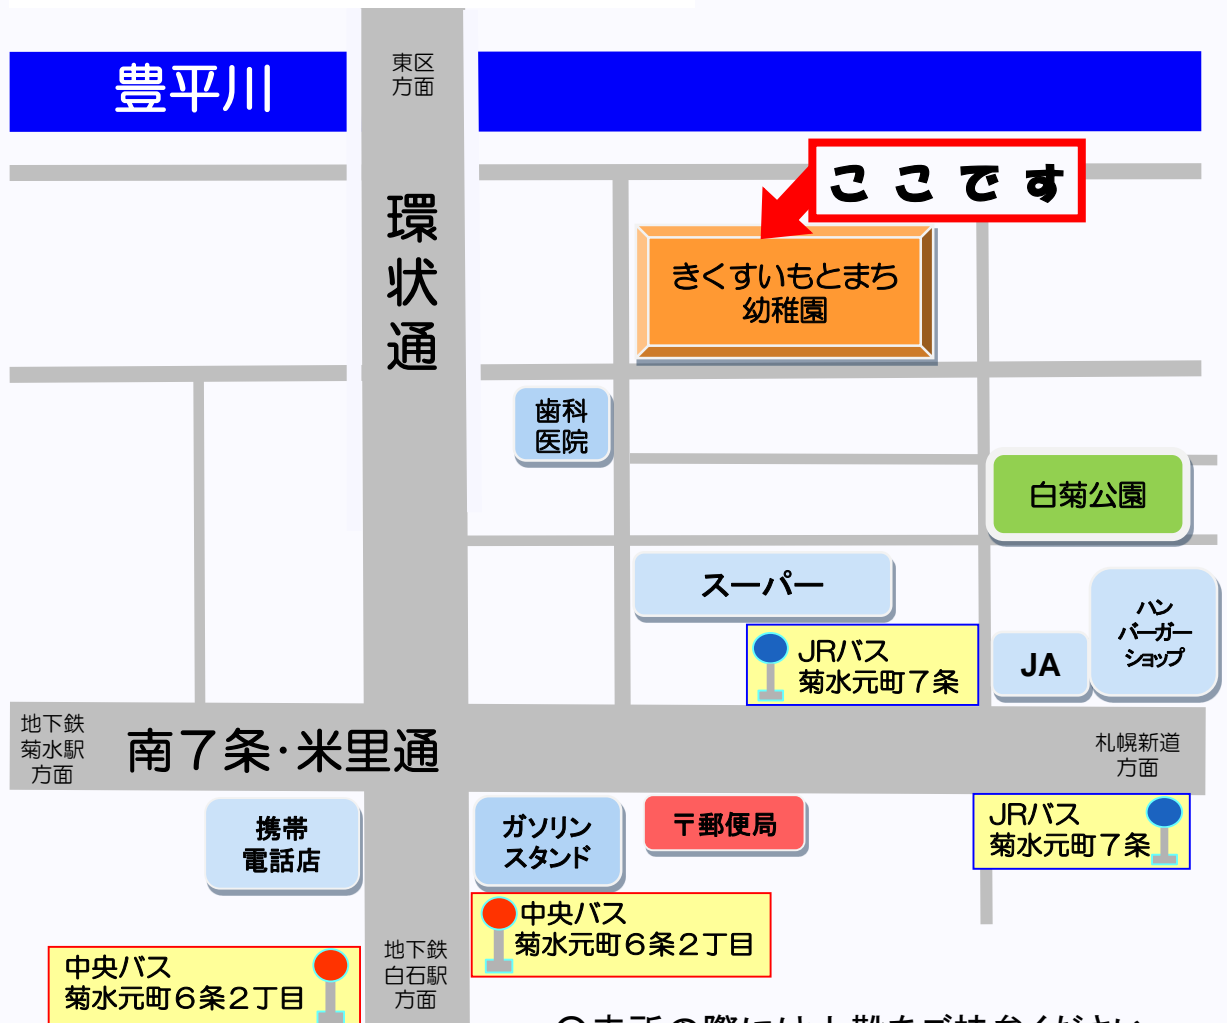 東区
方面
豊平川
ここです
環状通
きくすいもとまち
幼稚園
歯科
医院
白菊公園
スーパー
ハン
バーガー
ショップ
JRバス
菊水元町７条
JA
地下鉄
菊水駅
方面
南７条・米里通
札幌新道
方面
携帯
電話店
ガソリン
スタンド
〒郵便局
JRバス
菊水元町７条
中央バス
菊水元町６条２丁目
地下鉄
白石駅
方面
中央バス
菊水元町６条２丁目